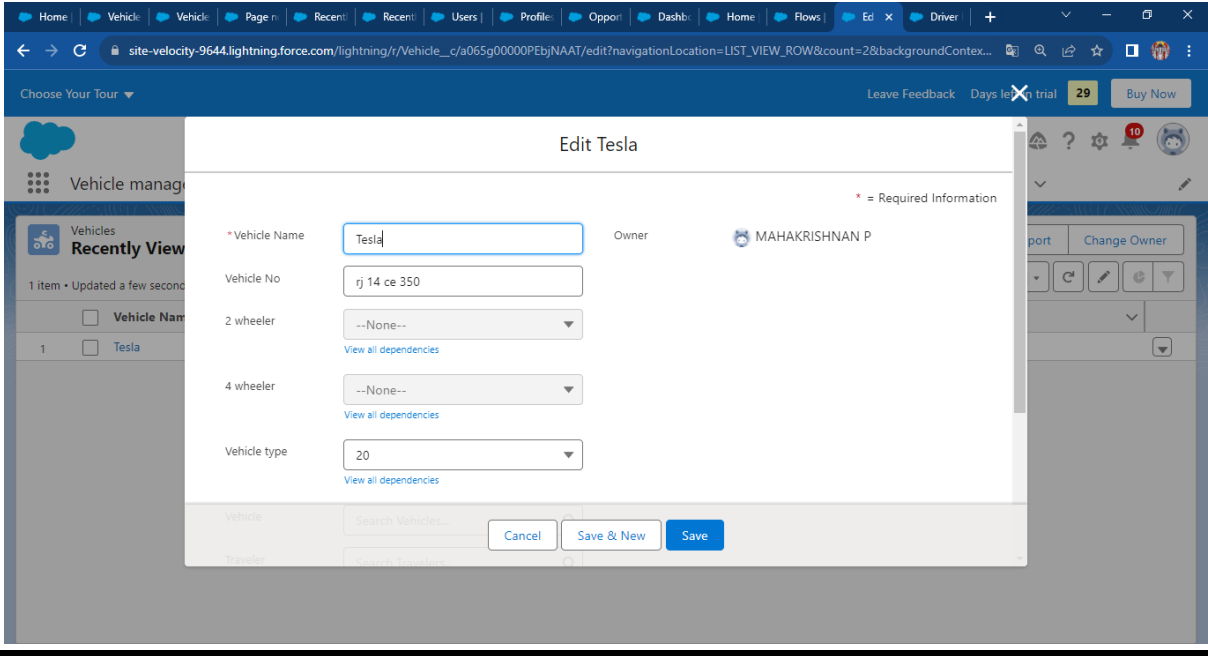 Home | Vehicle Vehicle Page n Recent Recent Users | Profiles Opport Dashbo Home | Flows | Ed Driver |
site-velocity-9644.lightning.force.com/lightning/r/Vehicle__c/a065g00000PEbjNAAT/edit?navigationLocation=LIST_VIEW_ROW&count=2&backgroundContex...
Choose Your Tour Leave Feedback Days left in trial 29 Buy Now
Edit Tesla
10
Vehicle manag
* = Required Information
Vehicles
Recently View
port Change Owner
* Vehicle Name Tesla Owner MAHAKRISHNAN P
Vehicle No rj 14 ce 350
1 item • Updated a few second
Vehicle Nam
2 wheeler --None--
View all dependencies
1 Tesla
4 wheeler --None--
View all dependencies
Vehicle type 20
View all dependencies
Vehicle Search Vehicles...
Cancel Save & New Save
Traveler Search Travelers